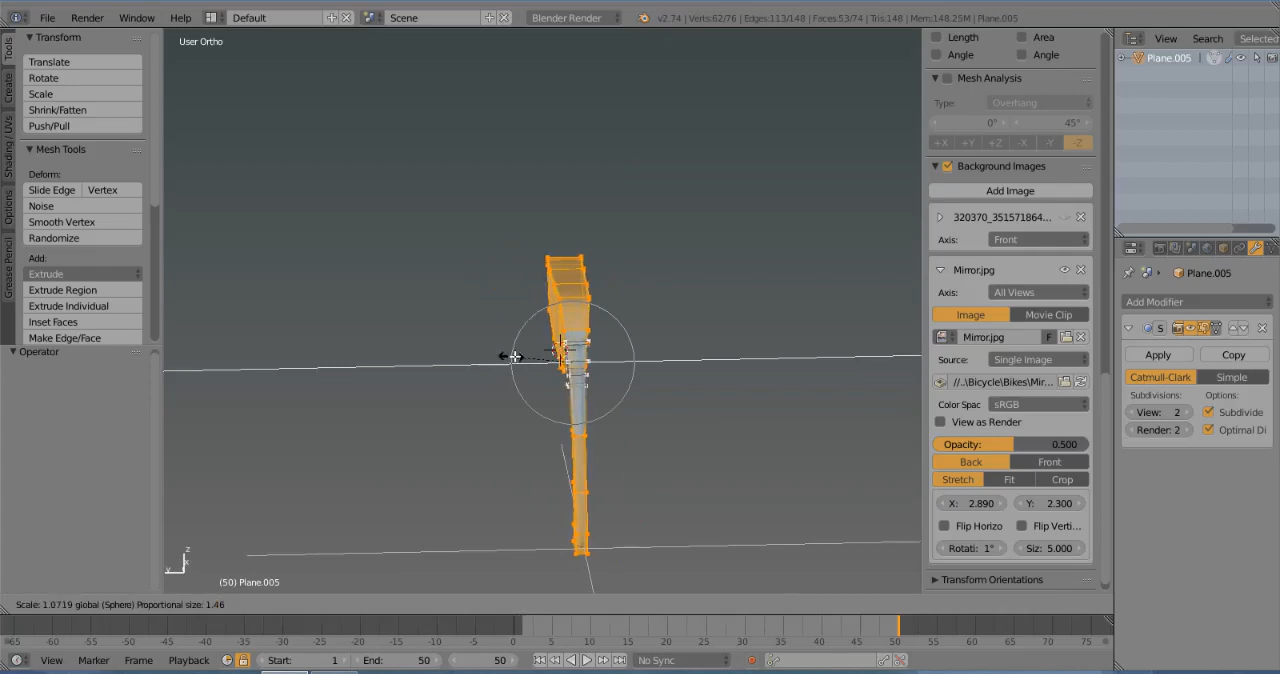 File Render Window Help Default Scene Blender Render v2.74 | Verts:62/76 | Edges:113/148 | Faces:53/74 | Tris:148 | Mem:148.25M | Plane.005
Tools
Create
Shading / UVs
Options
Grease Pencil
Transform
Translate
Rotate
Scale
Shrink/Fatten
Push/Pull
Mesh Tools
Deform:
Slide Edge Vertex
Noise
Smooth Vertex
Randomize
Add:
Extrude
Extrude Region
Extrude Individual
Inset Faces
Make Edge/Face
Operator
User Ortho
z
y x
(50) Plane.005
Scale: 1.0719 global (Sphere) Proportional size: 1.46
Length Area
Angle Angle
Mesh Analysis
Type: Overhang
0° 45°
+X +Y +Z -X -Y -Z
Background Images
Add Image
320370_351571864...
Axis: Front
Mirror.jpg
Axis: All Views
Image Movie Clip
Mirror.jpg F
Source: Single Image
//..\Bicycle\Bikes\Mir...
Color Spac sRGB
View as Render
Opacity: 0.500
Back Front
Stretch Fit Crop
X: 2.890 Y: 2.300
Flip Horizo Flip Verti...
Rotati: 1° Siz: 5.000
Transform Orientations
View Search Selected
Plane.005
Plane.005
Add Modifier
S
Apply Copy
Catmull-Clark Simple
Subdivisions: Options:
View: 2 Subdivide
Render: 2 Optimal Di
-65 -60 -55 -50 -45 -40 -35 -30 -25 -20 -15 -10 -5 0 5 10 15 20 25 30 35 40 45 50 55 60 65 70 75
View Marker Frame Playback Start: 1 End: 50 50 No Sync